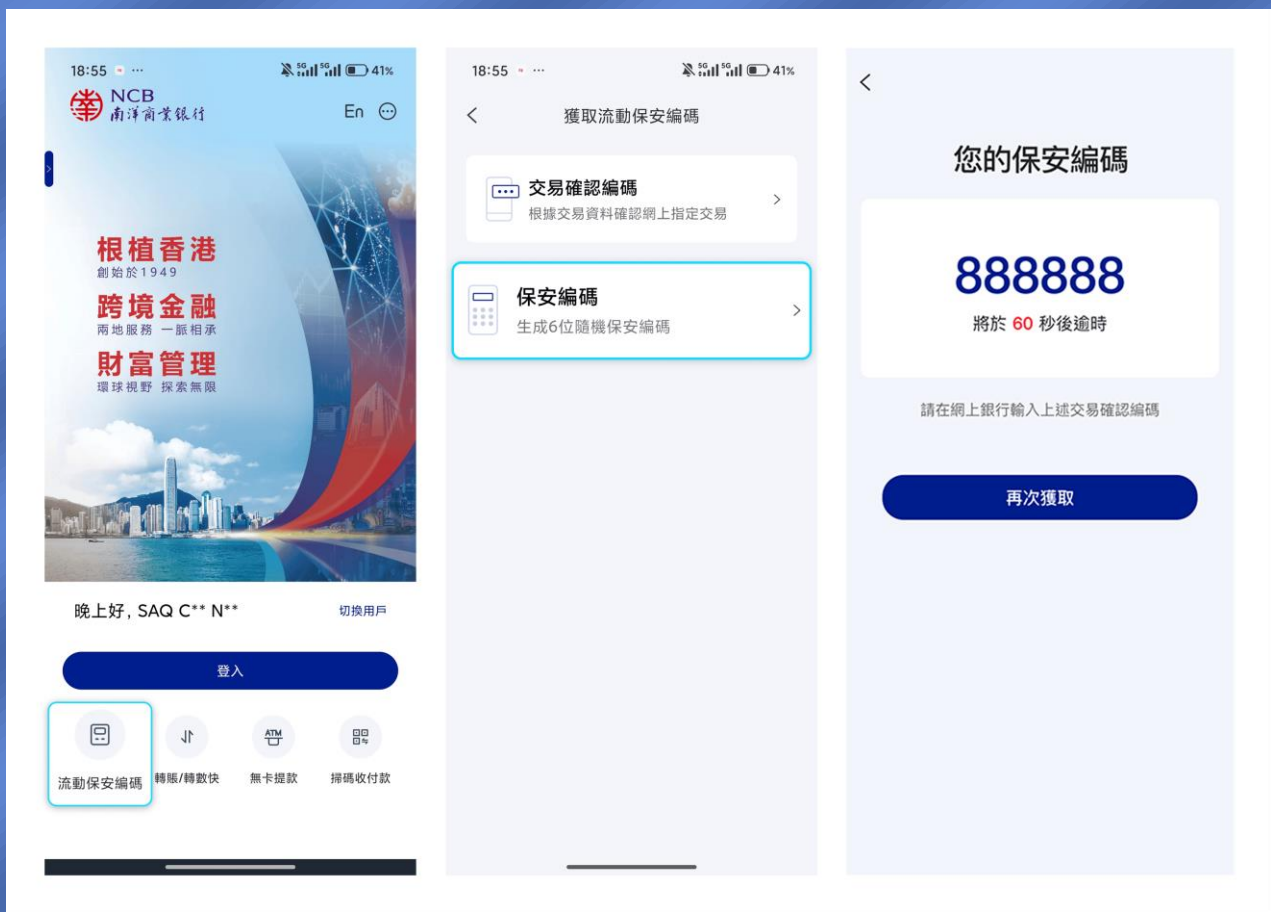 18:55 ... 5G 5G 41%
NCB
南洋商業銀行
En
根植香港
創始於1949
跨境金融
兩地服務 一脈相承
財富管理
環球視野 探索無限
晚上好, SAQ C** N**
切換用戶
登入
流動保安編碼
轉賬/轉數快
ATM
無卡提款
掃碼收付款
18:55 ... 5G 5G 41%
獲取流動保安編碼
交易確認編碼
根據交易資料確認網上指定交易
保安編碼
生成6位隨機保安編碼
您的保安編碼
888888
將於 60 秒後逾時
請在網上銀行輸入上述交易確認編碼
再次獲取